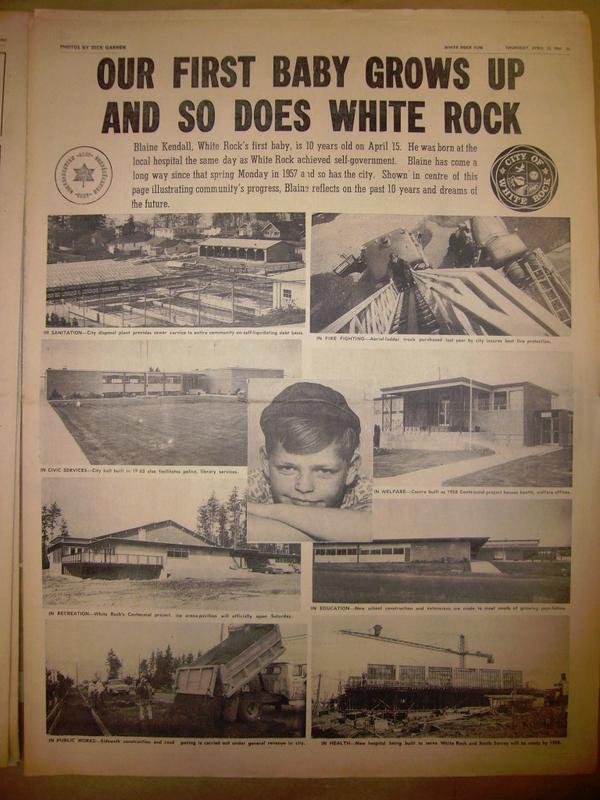 PHOTOS BY DICK GARNER
WHITE ROCK SUN
THURSDAY, APRIL 13, 1967
OUR FIRST BABY GROWS UP
AND SO DOES WHITE ROCK
Blaine Kendall, White Rock's first baby, is 10 years old on April 15. He was born at the
local hospital the same day as White Rock achieved self-government. Blaine has come a
long way since that spring Monday in 1957 and so has the city. Shown in centre of this
page illustrating community's progress, Blaine reflects on the past 10 years and dreams of
the future.
CITY OF
WHITE ROCK
IN SANITATION—City disposal plant provides sewer service to entire community on self-liquidating debt basis.
IN FIRE FIGHTING—Aerial-ladder truck purchased last year by city insures best fire protection.
IN CIVIC SERVICES—City hall built in 1963 also facilitates police, library services.
IN WELFARE—Centre built as 1958 Centennial project houses health, welfare offices.
IN RECREATION—White Rock's Centennial project, ice arena-pavilion will officially open Saturday.
IN EDUCATION—New school construction and extensions are made to meet needs of growing population.
IN PUBLIC WORKS—Sidewalk construction and road paving is carried out under general revenue in city.
IN HEALTH—New hospital being built to serve White Rock and South Surrey will be ready by 1968.